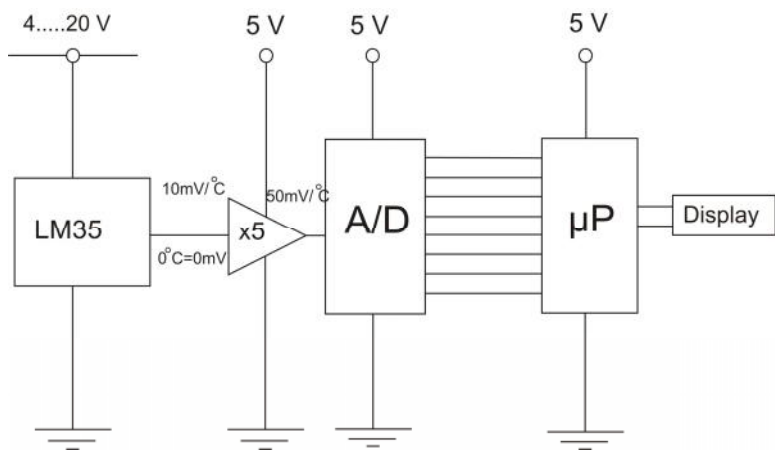 4.....20 V
5 V
5 V
5 V
10mV/°C
50mV/°C
LM35
x5
A/D
µP
Display
0°C=0mV